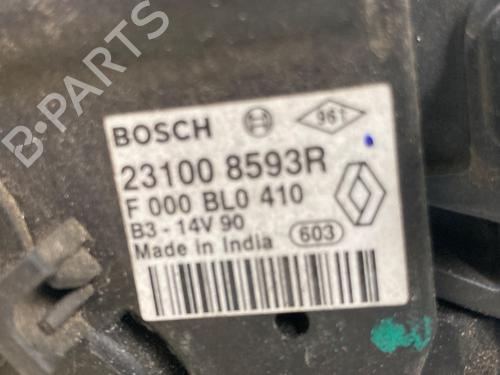 BOSCH
961
23100 8593R
F 000 BL0 410
B3 - 14V 90
Made in India
603
B-PARTS